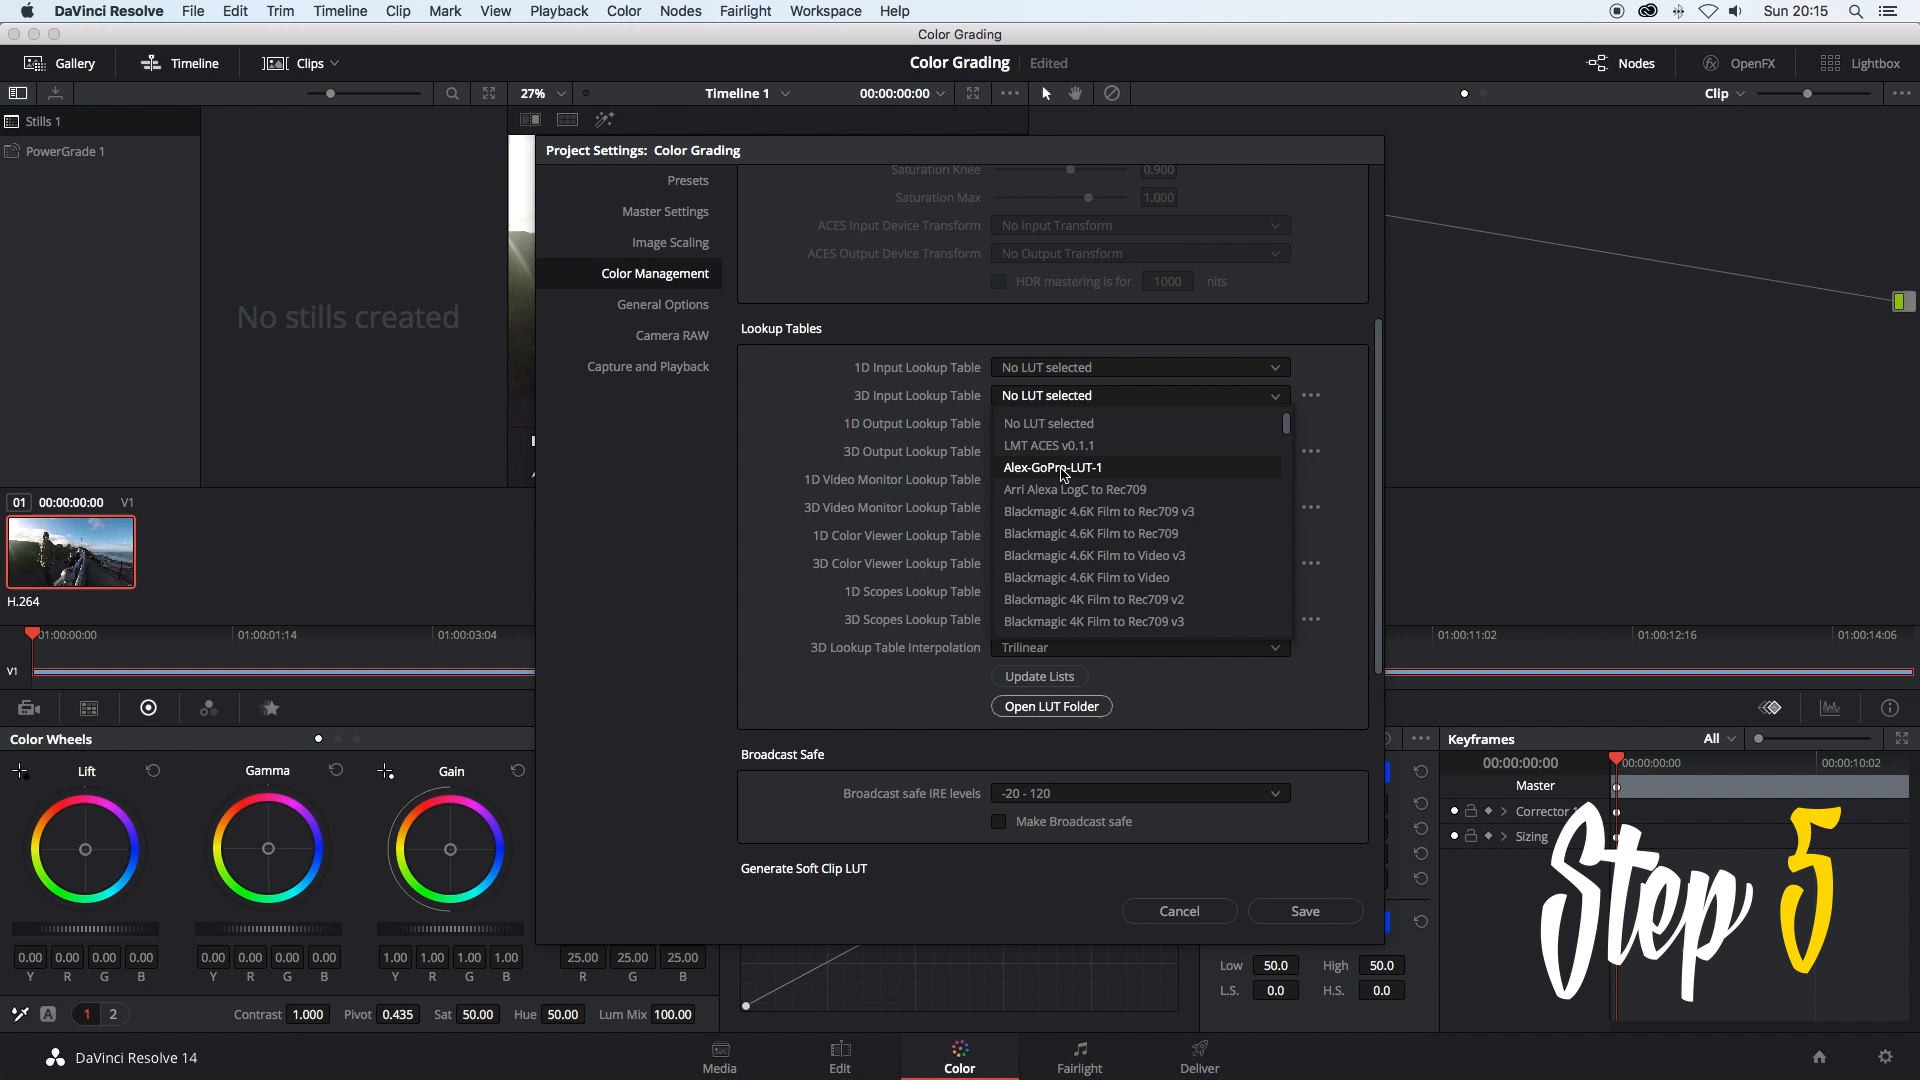 DaVinci Resolve File Edit Trim Timeline Clip Mark View Playback Color Nodes Fairlight Workspace Help Sun 20:15
Color Grading
Gallery Timeline Clips Color Grading Edited Nodes OpenFX Lightbox
27% Timeline 1 00:00:00:00 Clip
Stills 1
PowerGrade 1
No stills created
Project Settings: Color Grading
Presets
Master Settings
Image Scaling
Color Management
General Options
Camera RAW
Capture and Playback
Saturation Knee 0.900
Saturation Max 1.000
ACES Input Device Transform No Input Transform
ACES Output Device Transform No Output Transform
HDR mastering is for 1000 nits
Lookup Tables
1D Input Lookup Table No LUT selected
3D Input Lookup Table No LUT selected
1D Output Lookup Table
3D Output Lookup Table
1D Video Monitor Lookup Table
3D Video Monitor Lookup Table
1D Color Viewer Lookup Table
3D Color Viewer Lookup Table
1D Scopes Lookup Table
3D Scopes Lookup Table
3D Lookup Table Interpolation Trilinear
No LUT selected
LMT ACES v0.1.1
Alex-GoPro-LUT-1
Arri Alexa LogC to Rec709
Blackmagic 4.6K Film to Rec709 v3
Blackmagic 4.6K Film to Rec709
Blackmagic 4.6K Film to Video v3
Blackmagic 4.6K Film to Video
Blackmagic 4K Film to Rec709 v2
Blackmagic 4K Film to Rec709 v3
Update Lists
Open LUT Folder
Broadcast Safe
Broadcast safe IRE levels -20 - 120
Make Broadcast safe
Generate Soft Clip LUT
Cancel Save
01 00:00:00:00 V1
H.264
01:00:00:00 01:00:01:14 01:00:03:04 01:00:11:02 01:00:12:16 01:00:14:06
V1
Color Wheels
Lift Gamma Gain
0.00 0.00 0.00 0.00 0.00 0.00 0.00 0.00 1.00 1.00 1.00 1.00 25.00 25.00 25.00
Y R G B Y R G B Y R G B R G B
A 1 2 Contrast 1.000 Pivot 0.435 Sat 50.00 Hue 50.00 Lum Mix 100.00
Low 50.0 High 50.0
L.S. 0.0 H.S. 0.0
Keyframes All
00:00:00:00 00:00:00:00 00:00:10:02
Master
Corrector
Sizing
Step 5
DaVinci Resolve 14 Media Edit Color Fairlight Deliver